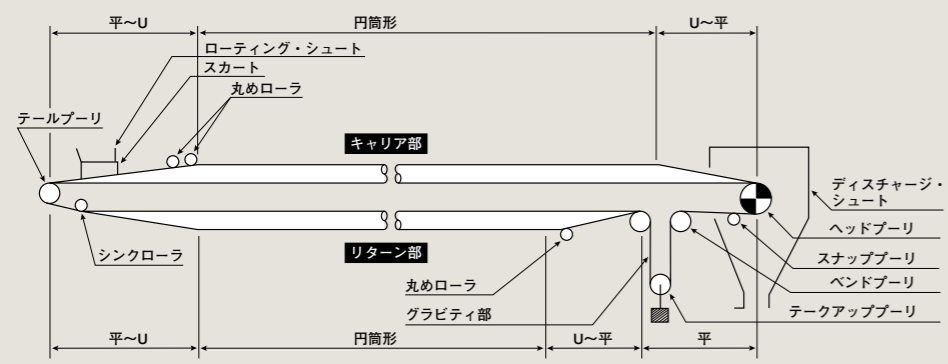 平〜U
円筒形
U〜平
ローティング・シュート
スカート
丸めローラ
テールプーリ
キャリア部
ディスチャージ・
シュート
ヘッドプーリ
スナッププーリ
ベンドプーリ
テークアッププーリ
シンクローラ
リターン部
丸めローラ
グラビティ部
平〜U
円筒形
U〜平
平